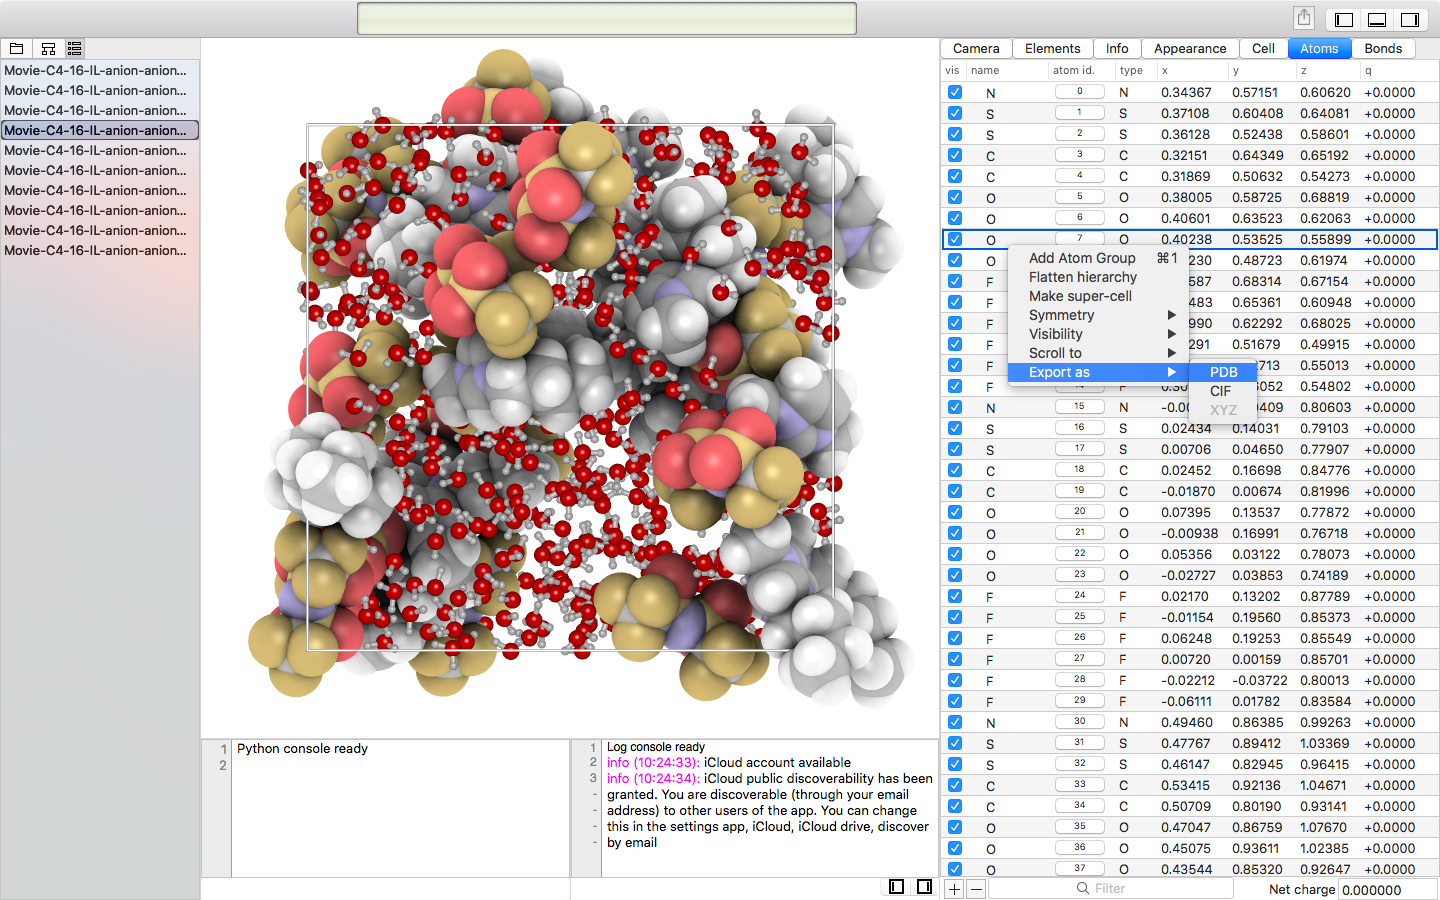 Camera Elements Info Appearance Cell Atoms Bonds
Movie-C4-16-IL-anion-anion...
Movie-C4-16-IL-anion-anion...
Movie-C4-16-IL-anion-anion...
Movie-C4-16-IL-anion-anion...
Movie-C4-16-IL-anion-anion...
Movie-C4-16-IL-anion-anion...
Movie-C4-16-IL-anion-anion...
Movie-C4-16-IL-anion-anion...
Movie-C4-16-IL-anion-anion...
Movie-C4-16-IL-anion-anion...
vis name atom id. type x y z q
N 0 N 0.34367 0.57151 0.60620 +0.0000
S 1 S 0.37108 0.60408 0.64081 +0.0000
S 2 S 0.36128 0.52438 0.58601 +0.0000
C 3 C 0.32151 0.64349 0.65192 +0.0000
C 4 C 0.31869 0.50632 0.54273 +0.0000
O 5 O 0.38005 0.58725 0.68819 +0.0000
O 6 O 0.40601 0.63523 0.62063 +0.0000
O 7 O 0.40238 0.53525 0.55899 +0.0000
O 230 0.48723 0.61974 +0.0000
F 587 0.68314 0.67154 +0.0000
F 483 0.65361 0.60948 +0.0000
F 990 0.62292 0.68025 +0.0000
F 291 0.51679 0.49915 +0.0000
F 2713 0.55013 +0.0000
F 14 F 0.30 8052 0.54802 +0.0000
N 15 N -0.00 0409 0.80603 +0.0000
S 16 S 0.02434 0.14031 0.79103 +0.0000
S 17 S 0.00706 0.04650 0.77907 +0.0000
C 18 C 0.02452 0.16698 0.84776 +0.0000
C 19 C -0.01870 0.00674 0.81996 +0.0000
O 20 O 0.07395 0.13537 0.77872 +0.0000
O 21 O -0.00938 0.16991 0.76718 +0.0000
O 22 O 0.05356 0.03122 0.78073 +0.0000
O 23 O -0.02727 0.03853 0.74189 +0.0000
F 24 F 0.02170 0.13202 0.87789 +0.0000
F 25 F -0.01154 0.19560 0.85373 +0.0000
F 26 F 0.06248 0.19253 0.85549 +0.0000
F 27 F 0.00720 0.00159 0.85701 +0.0000
F 28 F -0.02212 -0.03722 0.80013 +0.0000
F 29 F -0.06111 0.01782 0.83584 +0.0000
N 30 N 0.49460 0.86385 0.99263 +0.0000
S 31 S 0.47767 0.89412 1.03369 +0.0000
S 32 S 0.46147 0.82945 0.96415 +0.0000
C 33 C 0.53415 0.92136 1.04671 +0.0000
C 34 C 0.50709 0.80190 0.93141 +0.0000
O 35 O 0.47047 0.86759 1.07670 +0.0000
O 36 O 0.45075 0.93611 1.02385 +0.0000
O 37 O 0.43544 0.85320 0.92647 +0.0000
Add Atom Group ⌘1
Flatten hierarchy
Make super-cell
Symmetry
Visibility
Scroll to
Export as
PDB
CIF
XYZ
1 Python console ready
2
1 Log console ready
2 info (10:24:33): iCloud account available
3 info (10:24:34): iCloud public discoverability has been
- granted. You are discoverable (through your email
- address) to other users of the app. You can change
- this in the settings app, iCloud, iCloud drive, discover
- by email
+ − Filter Net charge 0.000000